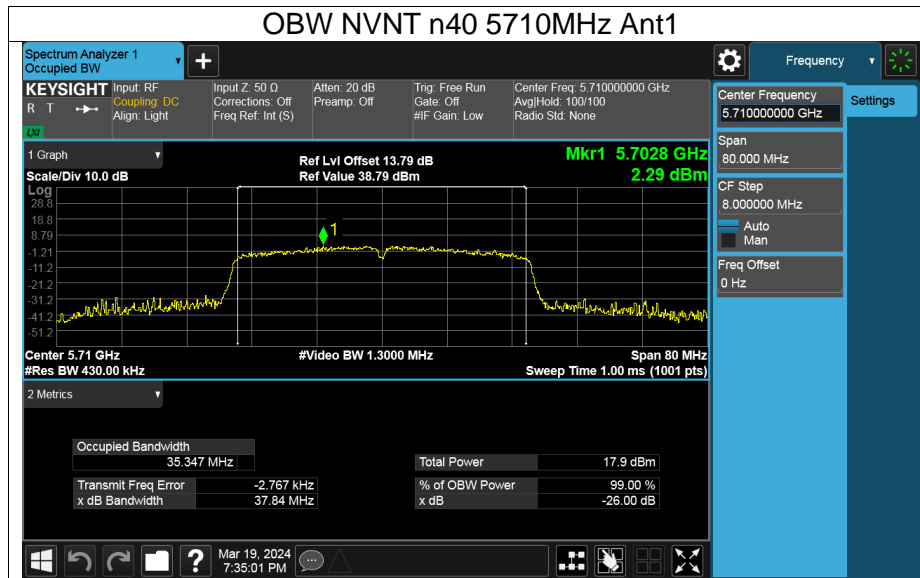 OBW NVNT n40 5710MHz Ant1
Spectrum Analyzer 1
Occupied BW
+
Frequency
KEYSIGHT
R T
LXI
Input: RF
Coupling: DC
Align: Light
Input Z: 50 Ω
Corrections: Off
Freq Ref: Int (S)
Atten: 20 dB
Preamp: Off
Trig: Free Run
Gate: Off
#IF Gain: Low
Center Freq: 5.710000000 GHz
Avg|Hold: 100/100
Radio Std: None
Center Frequency
5.710000000 GHz
Settings
Span
80.000 MHz
CF Step
8.000000 MHz
Auto
Man
Freq Offset
0 Hz
1 Graph
Scale/Div 10.0 dB
Ref Lvl Offset 13.79 dB
Ref Value 38.79 dBm
Mkr1 5.7028 GHz
2.29 dBm
Log
28.8
18.8
8.79
-1.21
-11.2
-21.2
-31.2
-41.2
-51.2
1
Center 5.71 GHz
#Res BW 430.00 kHz
#Video BW 1.3000 MHz
Span 80 MHz
Sweep Time 1.00 ms (1001 pts)
2 Metrics
Occupied Bandwidth
35.347 MHz
Total Power 17.9 dBm
Transmit Freq Error -2.767 kHz
% of OBW Power 99.00 %
x dB Bandwidth 37.84 MHz
x dB -26.00 dB
?
Mar 19, 2024
7:35:01 PM